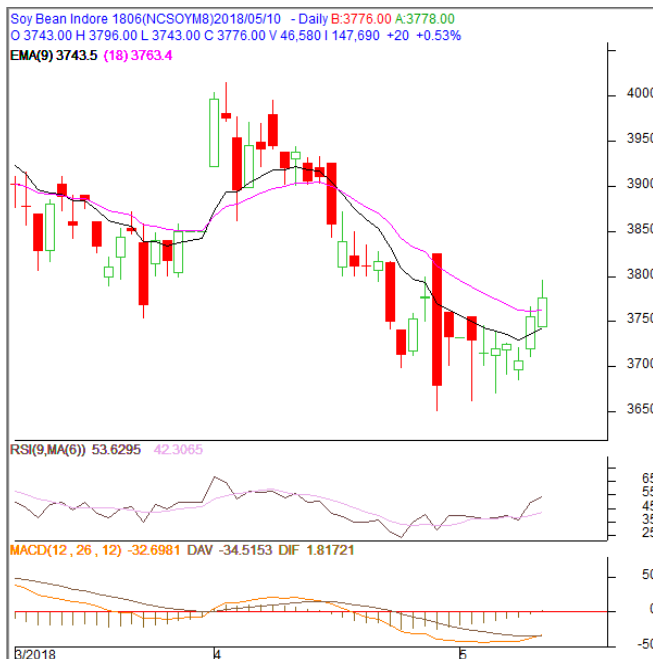 Soy Bean Indore 1806(NCSOYM8)2018/05/10 - Daily B:3776.00 A:3778.00
O 3743.00 H 3796.00 L 3743.00 C 3776.00 V 46,580 I 147,690 +20 +0.53%
EMA(9) 3743.5 (18) 3763.4
4000
3950
3900
3850
3800
3750
3700
3650
RSI(9,MA(6)) 53.6295 42.3065
65
55
45
35
25
MACD(12 , 26 , 12) -32.6981 DAV -34.5153 DIF 1.81721
50
0
-50
3/2018 4 5